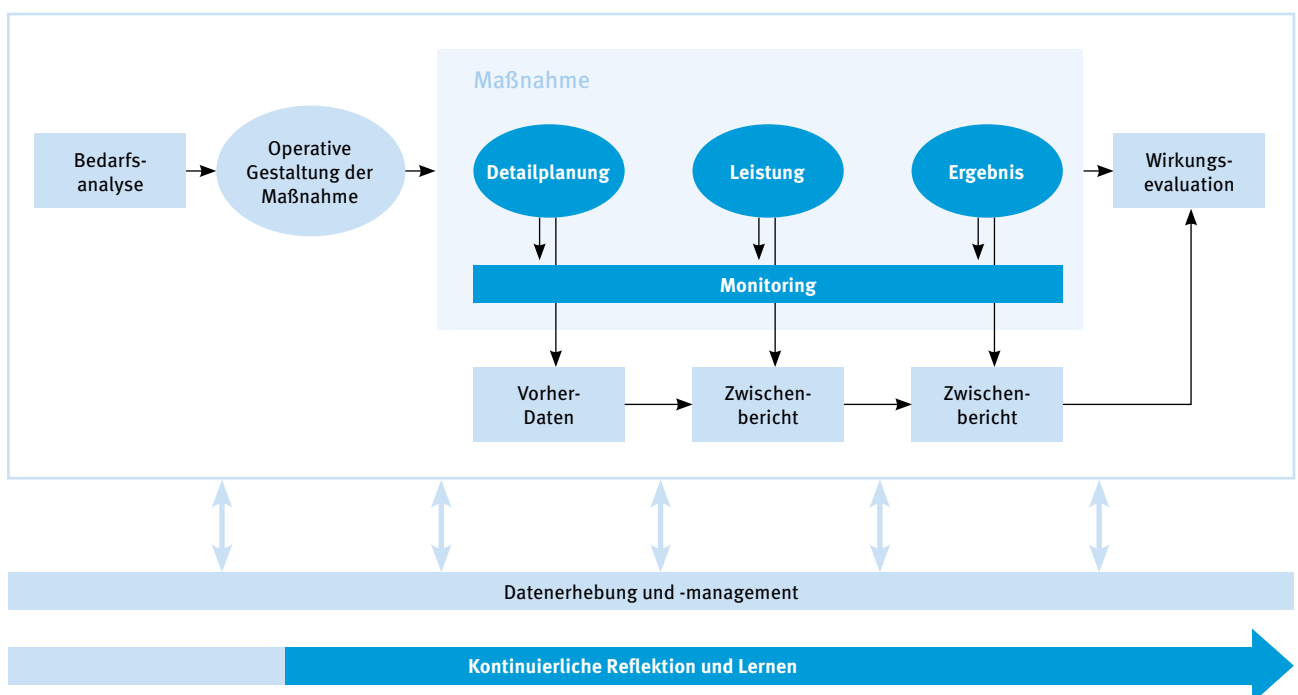 Maßnahme
Bedarfs-
analyse
Operative
Gestaltung der
Maßnahme
Detailplanung
Leistung
Ergebnis
Wirkungs-
evaluation
Monitoring
Vorher-
Daten
Zwischen-
bericht
Zwischen-
bericht
Datenerhebung und -management
Kontinuierliche Reflektion und Lernen